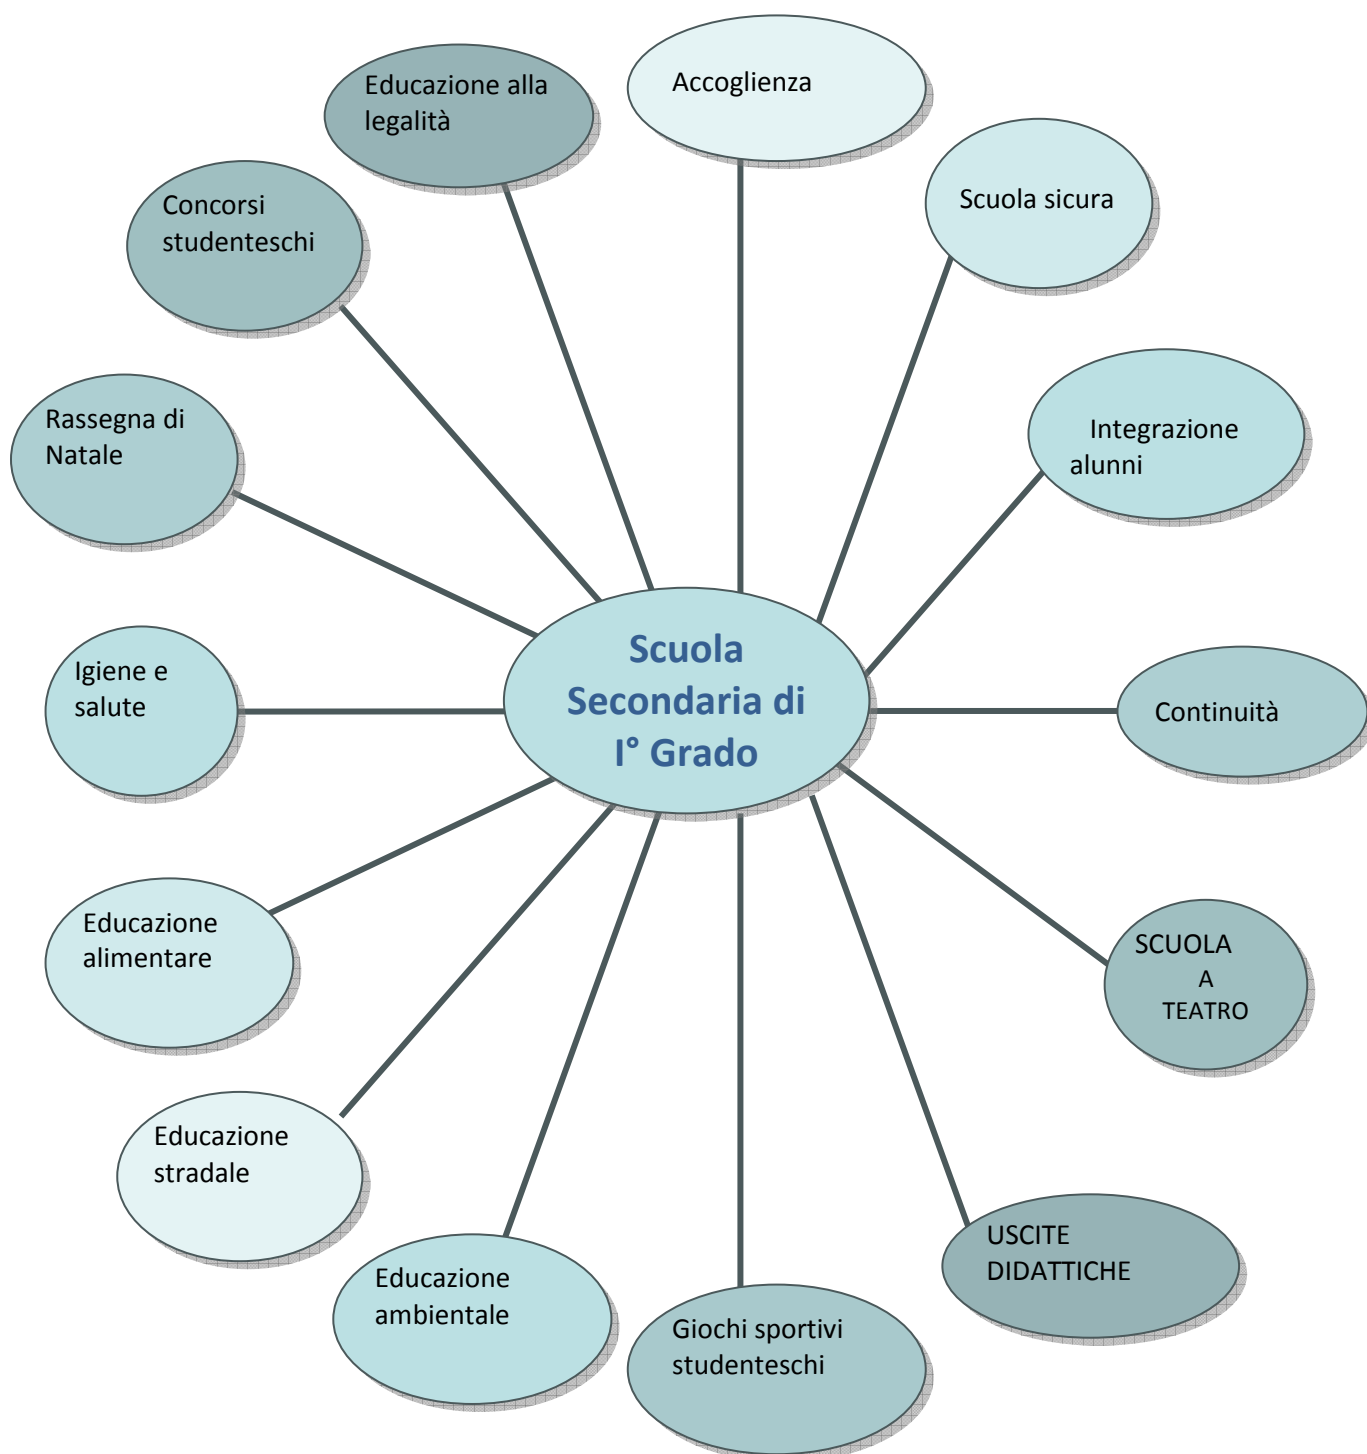 Educazione alla
legalità
Accoglienza
Scuola sicura
Concorsi
studenteschi
Integrazione
alunni
Rassegna di
Natale
Scuola
Secondaria di
I° Grado
Igiene e
salute
Continuità
Educazione
alimentare
SCUOLA
A
TEATRO
Educazione
stradale
USCITE
DIDATTICHE
Educazione
ambientale
Giochi sportivi
studenteschi